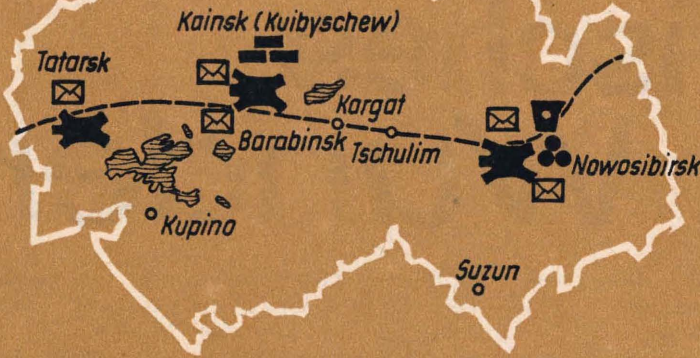 Kainsk (Kuibyschew)
Tatarsk
Kargat
Barabinsk
Tschulim
Nowosibirsk
Kupino
Suzun